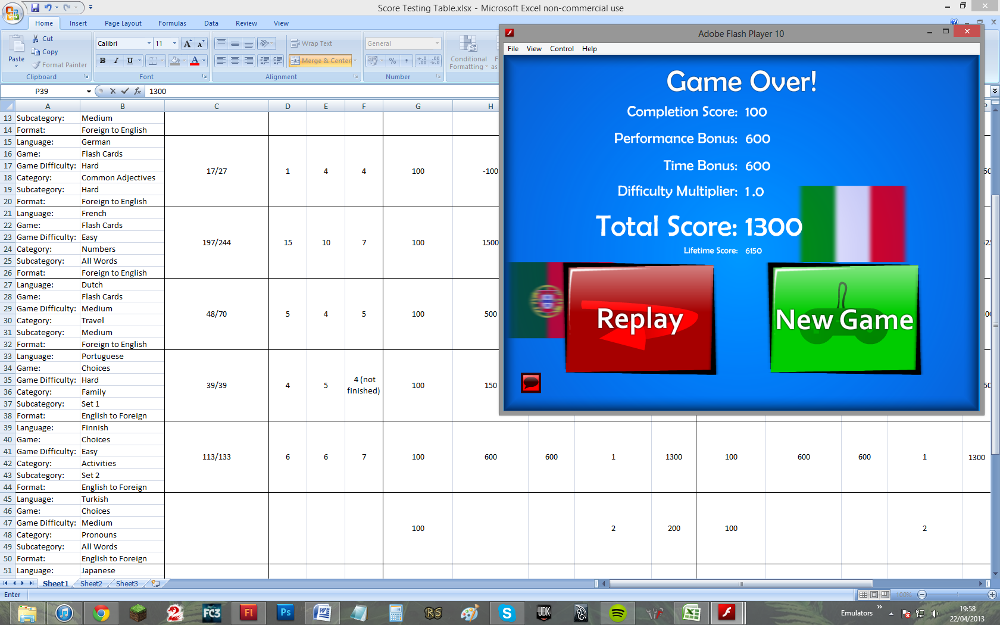 Score Testing Table.xlsx - Microsoft Excel non-commercial use
Home Insert Page Layout Formulas Data Review View
Paste
Cut
Copy
Format Painter
Clipboard
Calibri 11
B I U
Font
Wrap Text
Merge & Center
Alignment
General
Number
Conditional
Formatting
P39 fx 1300
A B C D E F G H
13 Subcategory: Medium
14 Format: Foreign to English
15 Language: German
16 Game: Flash Cards
17 Game Difficulty: Hard
17/27 1 4 4 100 -100
18 Category: Common Adjectives
19 Subcategory: Hard
20 Format: Foreign to English
21 Language: French
22 Game: Flash Cards
23 Game Difficulty: Easy
197/244 15 10 7 100 1500
24 Category: Numbers
25 Subcategory: All Words
26 Format: Foreign to English
27 Language: Dutch
28 Game: Flash Cards
29 Game Difficulty: Medium
48/70 5 4 5 100 500
30 Category: Travel
31 Subcategory: Medium
32 Format: Foreign to English
33 Language: Portuguese
34 Game: Choices
35 Game Difficulty: Hard
39/39 4 5 4 (not finished) 100 150
36 Category: Family
37 Subcategory: Set 1
38 Format: English to Foreign
39 Language: Finnish
40 Game: Choices
41 Game Difficulty: Easy
113/133 6 6 7 100 600 600 1 1300 100 600 600 1 1300
42 Category: Activities
43 Subcategory: Set 2
44 Format: English to Foreign
45 Language: Turkish
46 Game: Choices
47 Game Difficulty: Medium
100 2 200 100 2
48 Category: Pronouns
49 Subcategory: All Words
50 Format: English to Foreign
51 Language: Japanese
Sheet1 Sheet2 Sheet3
Enter
100%
Adobe Flash Player 10
File View Control Help
Game Over!
Completion Score: 100
Performance Bonus: 600
Time Bonus: 600
Difficulty Multiplier: 1.0
Total Score: 1300
Lifetime Score: 6150
Replay
New Game
FC3 Fl Ps RS UDK
Emulators
19:58
22/04/2013